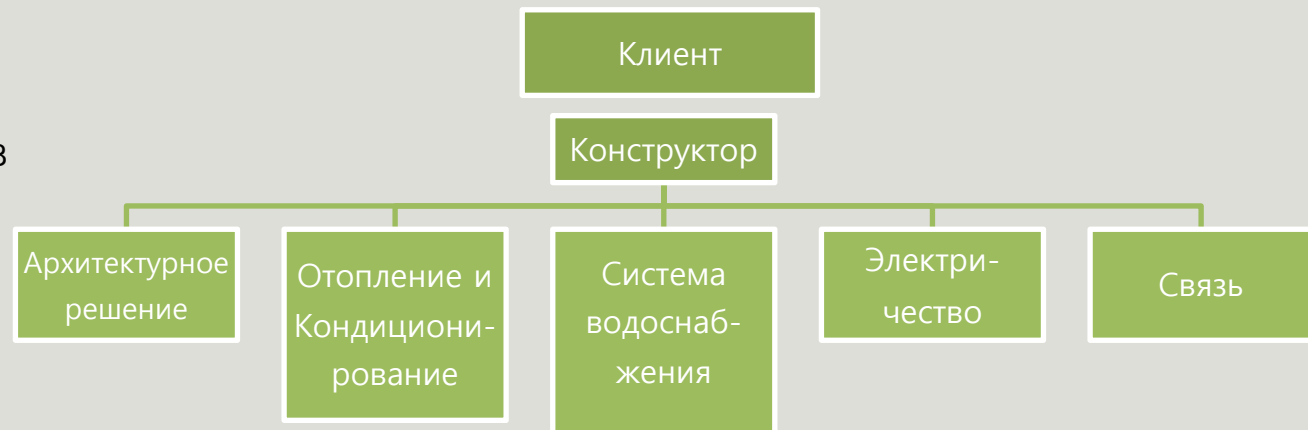 Клиент
Конструктор
в
Архитектурное
решение
Отопление и
Кондициони-
рование
Система
водоснаб-
жения
Электри-
чество
Связь